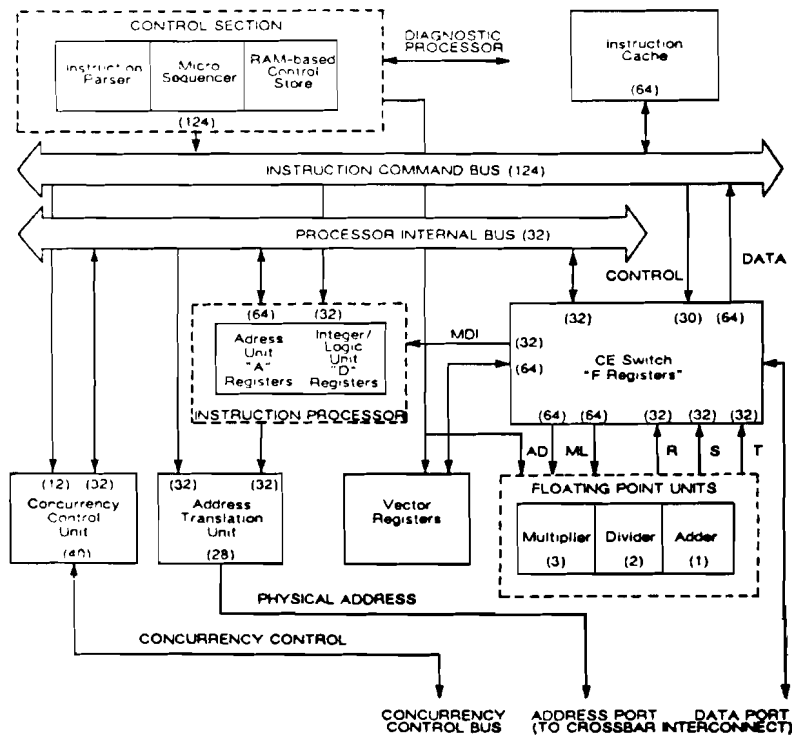 CONTROL SECTION
Instruction
Parser
Micro
Sequencer
RAM-based
Control
Store
(124)
DIAGNOSTIC
PROCESSOR
Instruction
Cache
(64)
INSTRUCTION COMMAND BUS (124)
PROCESSOR INTERNAL BUS (32)
CONTROL
DATA
(64)
(32)
Adress
Unit
"A"
Registers
Integer/
Logic
Unit
"D"
Registers
INSTRUCTION PROCESSOR
MDI
(32)
(30)
(64)
(32)
(64)
CE Switch
"F Registers"
(64)
(64)
(32)
(32)
(32)
AD
ML
R
S
T
(12)
(32)
Concurrency
Control
Unit
(40)
(32)
(32)
Address
Translation
Unit
(28)
Vector
Registers
FLOATING POINT UNITS
Multiplier
(3)
Divider
(2)
Adder
(1)
PHYSICAL ADDRESS
CONCURRENCY CONTROL
CONCURRENCY
CONTROL BUS
ADDRESS PORT
DATA PORT
(TO CROSSBAR INTERCONNECT)